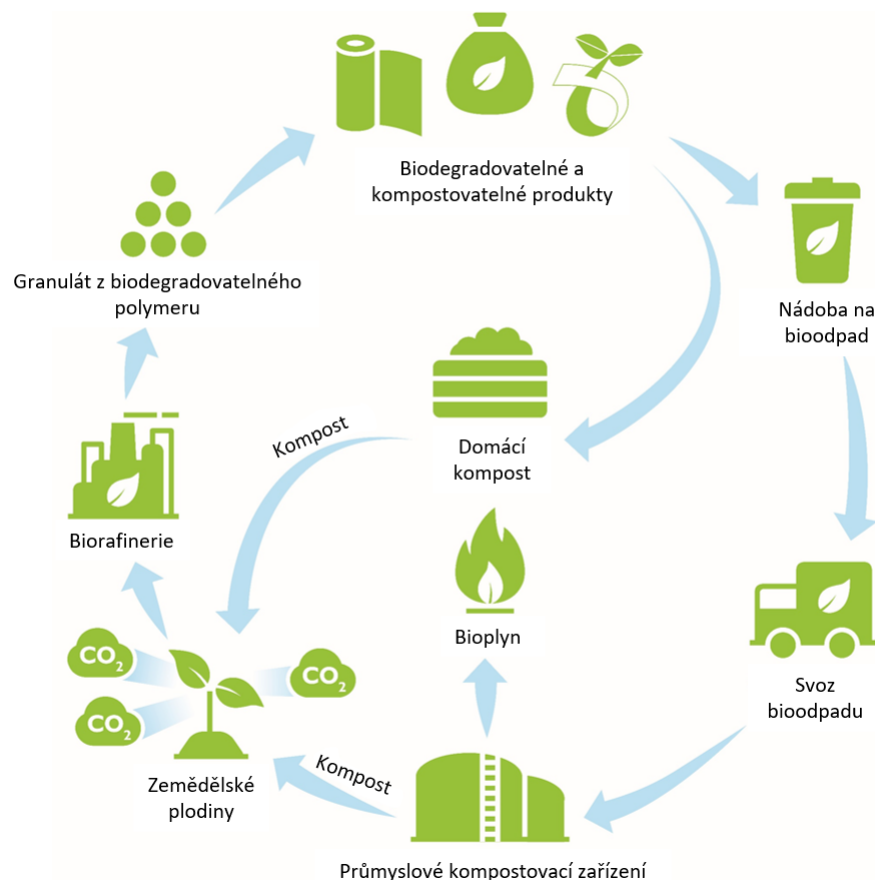 Biodegradovatelné a
kompostovatelné produkty
Nádoba na
bioodpad
Svoz
bioodpadu
Průmyslové kompostovací zařízení
Bioplyn
Domácí
kompost
Kompost
Kompost
Zemědělské
plodiny
CO2
CO2
CO2
Biorafinerie
Granulát z biodegradovatelného
polymeru